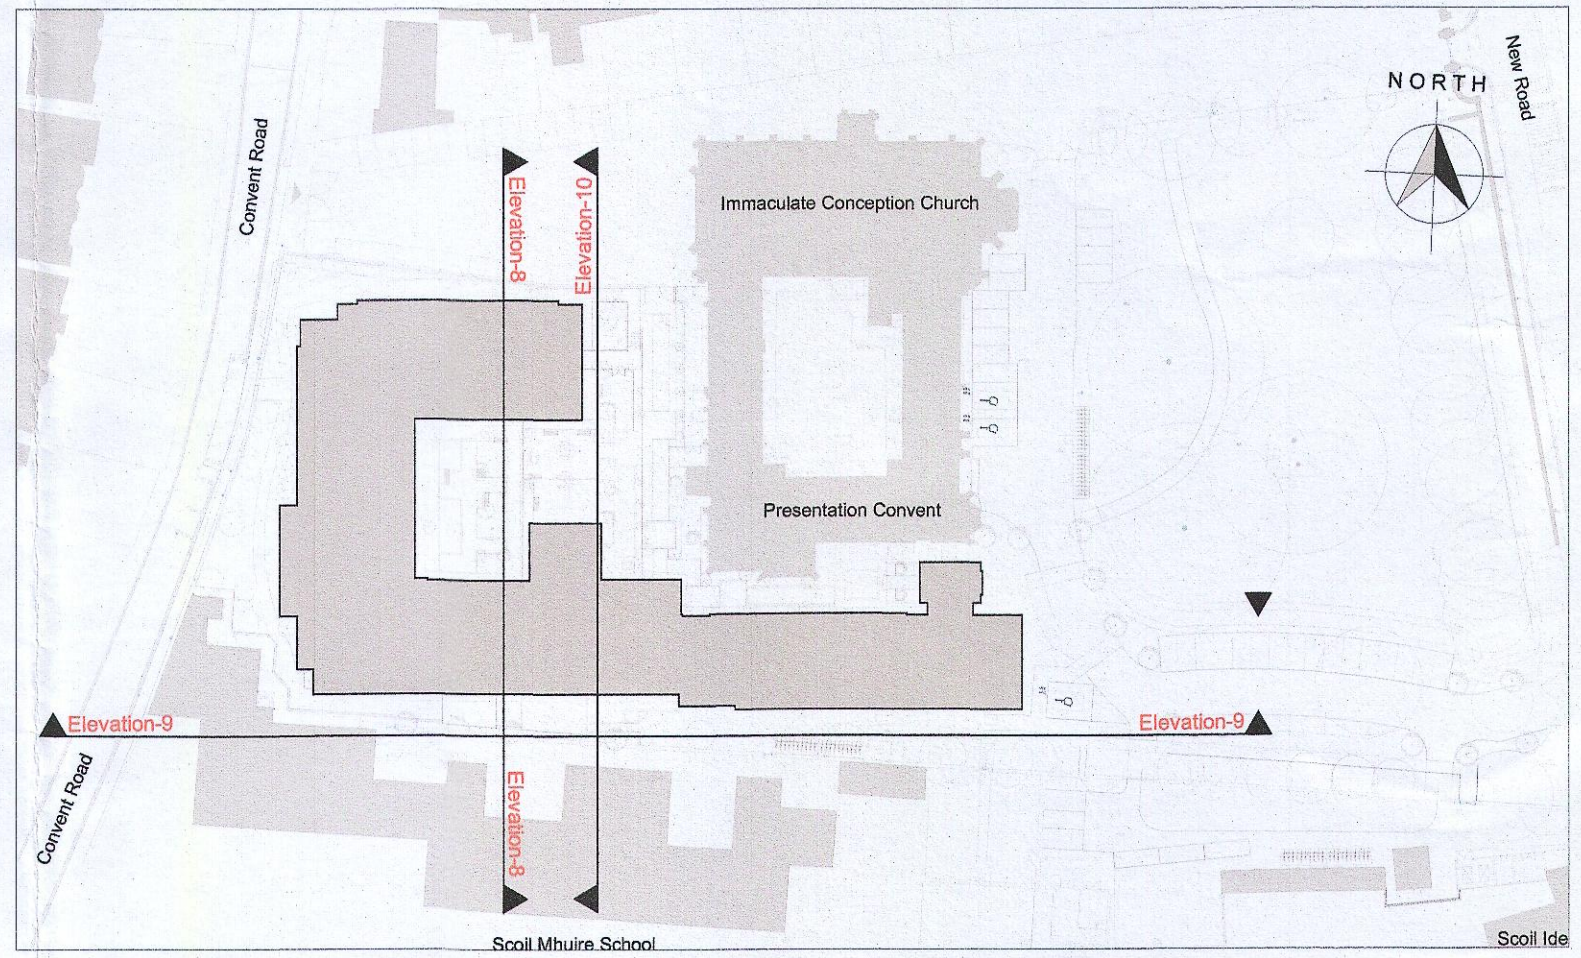 New Road
NORTH
Convent Road
Elevation-8
Elevation-10
Immaculate Conception Church
Presentation Convent
Elevation-9
Elevation-9
Convent Road
Elevation-8
Scoil Mhuire School
Scoil Ide